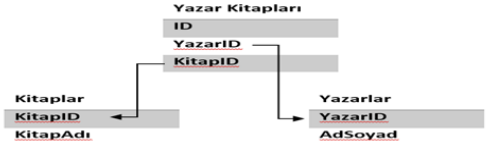 Yazar Kitapları
ID
YazarID
KitapID
Kitaplar
KitapID
KitapAdı
Yazarlar
YazarID
AdSoyad